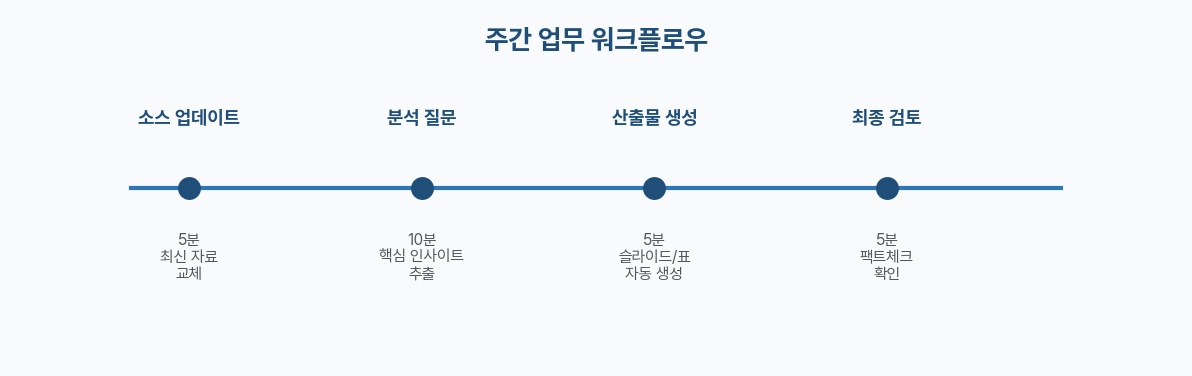 주간 업무 워크플로우
소스 업데이트
분석 질문
산출물 생성
최종 검토
5분
최신 자료
교체
10분
핵심 인사이트
추출
5분
슬라이드/표
자동 생성
5분
팩트체크
확인